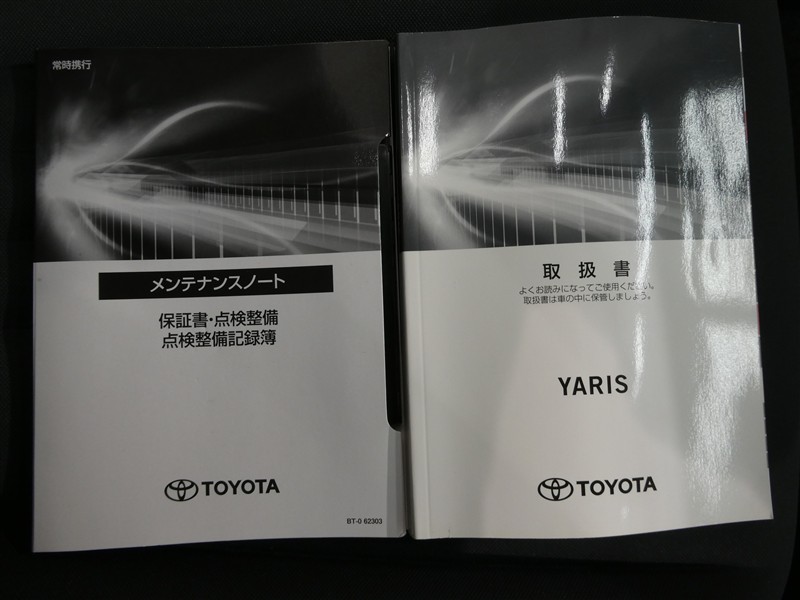 常時携行
メンテナンスノート
保証書・点検整備
点検整備記録簿
TOYOTA
BT-0 62303
取扱書
よくお読みになってご使用ください。
取扱書は車の中に保管しましょう。
YARIS
TOYOTA